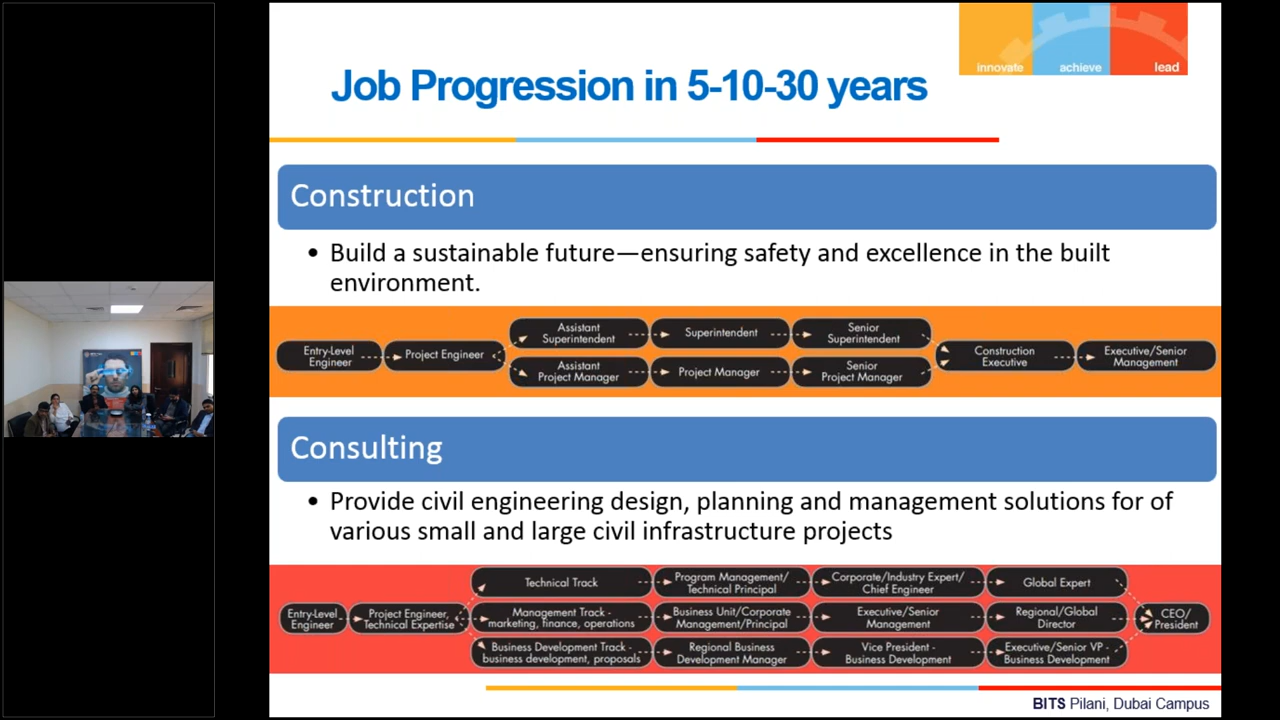 innovate achieve lead
Job Progression in 5-10-30 years
Construction
• Build a sustainable future—ensuring safety and excellence in the built
environment.
Entry-Level
Engineer
Project Engineer
Assistant
Superintendent
Superintendent
Senior
Superintendent
Assistant
Project Manager
Project Manager
Senior
Project Manager
Construction
Executive
Executive/Senior
Management
Consulting
• Provide civil engineering design, planning and management solutions for of
various small and large civil infrastructure projects
Entry-Level
Engineer
Project Engineer,
Technical Expertise
Technical Track
Program Management/
Technical Principal
Corporate/Industry Expert/
Chief Engineer
Global Expert
Management Track -
marketing, finance, operations
Business Unit/Corporate
Management/Principal
Executive/Senior
Management
Regional/Global
Director
Business Development Track -
business development, proposals
Regional Business
Development Manager
Vice President -
Business Development
Executive/Senior VP -
Business Development
CEO/
President
BITS Pilani, Dubai Campus